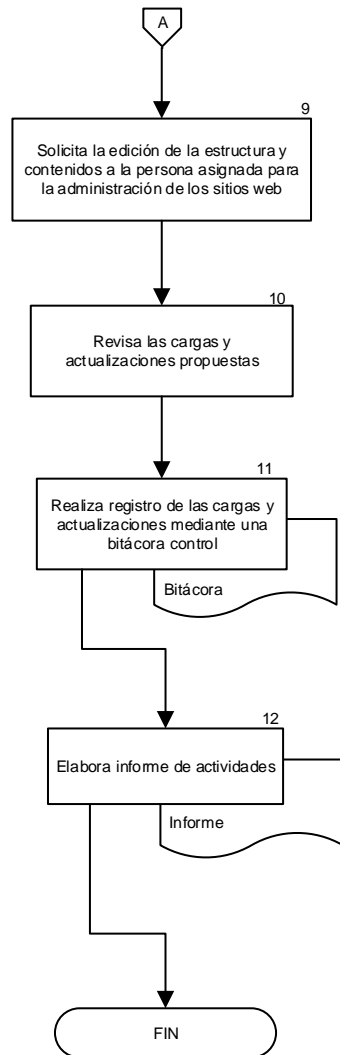 A
9
Solicita la edición de la estructura y
contenidos a la persona asignada para
la administración de los sitios web
10
Revisa las cargas y
actualizaciones propuestas
11
Realiza registro de las cargas y
actualizaciones mediante una
bitácora control
Bitácora
12
Elabora informe de actividades
Informe
FIN